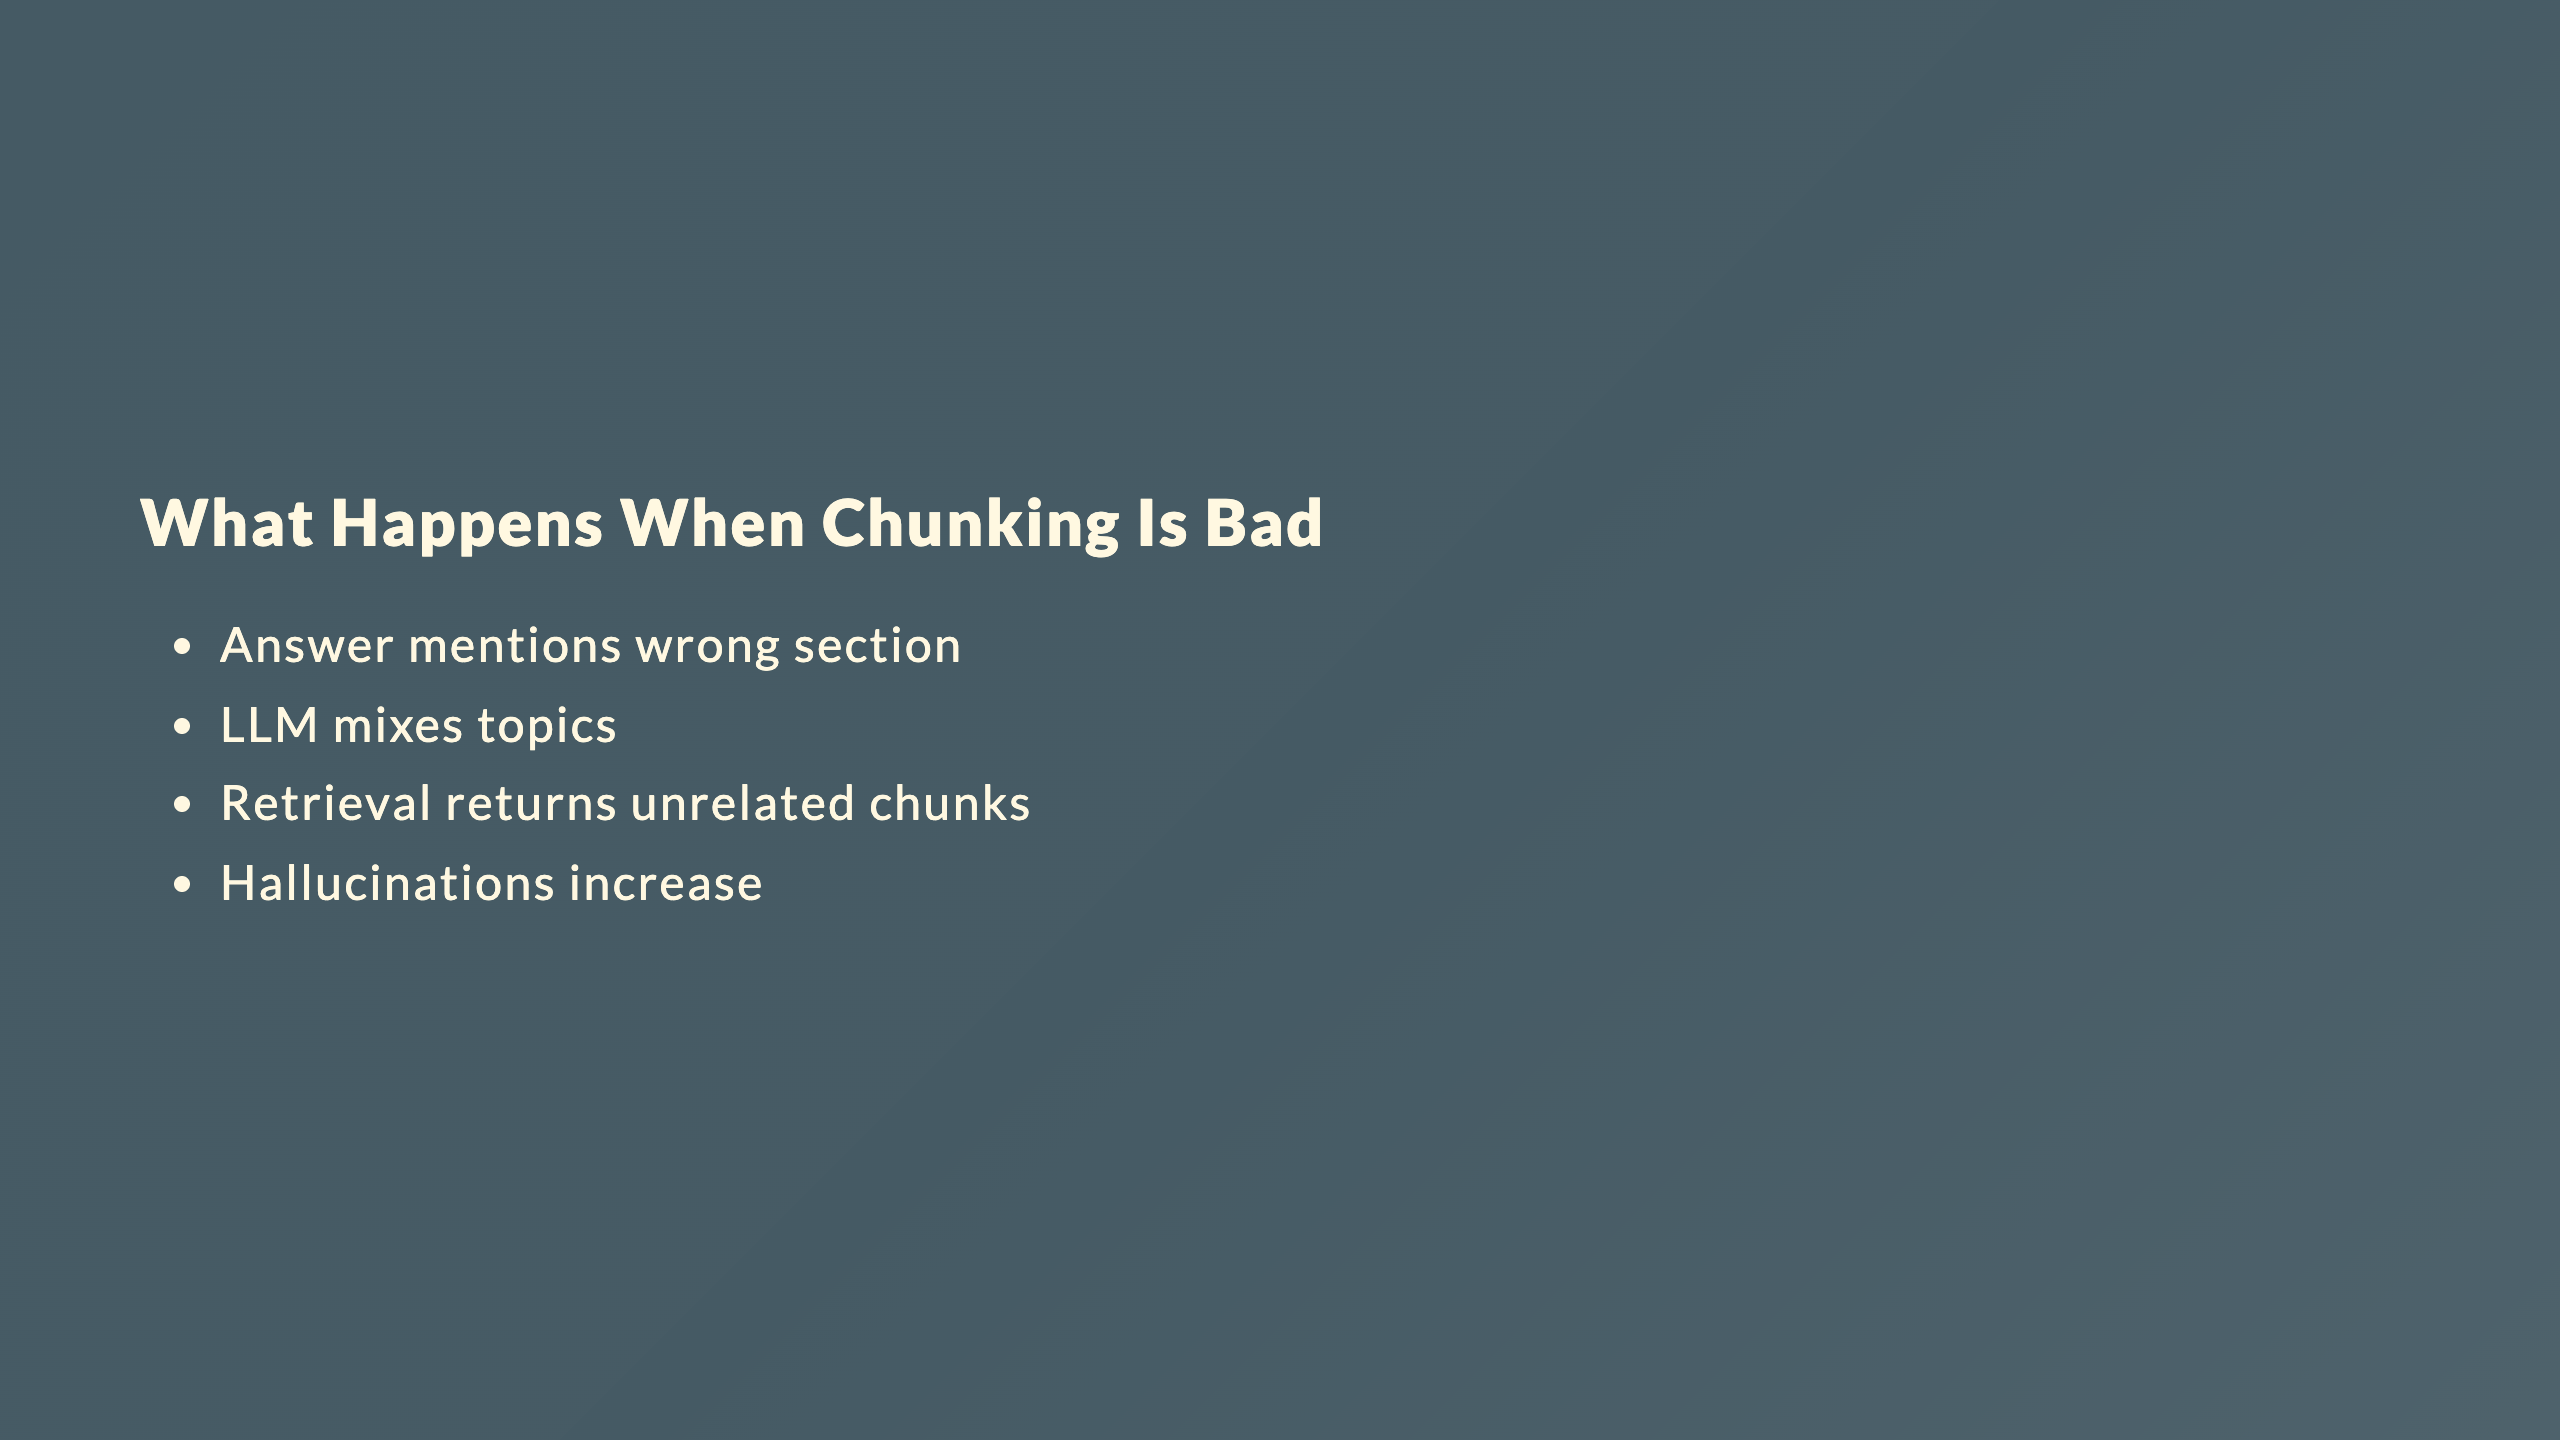 What Happens When Chunking Is Bad
• Answer mentions wrong section
• LLM mixes topics
• Retrieval returns unrelated chunks
• Hallucinations increase